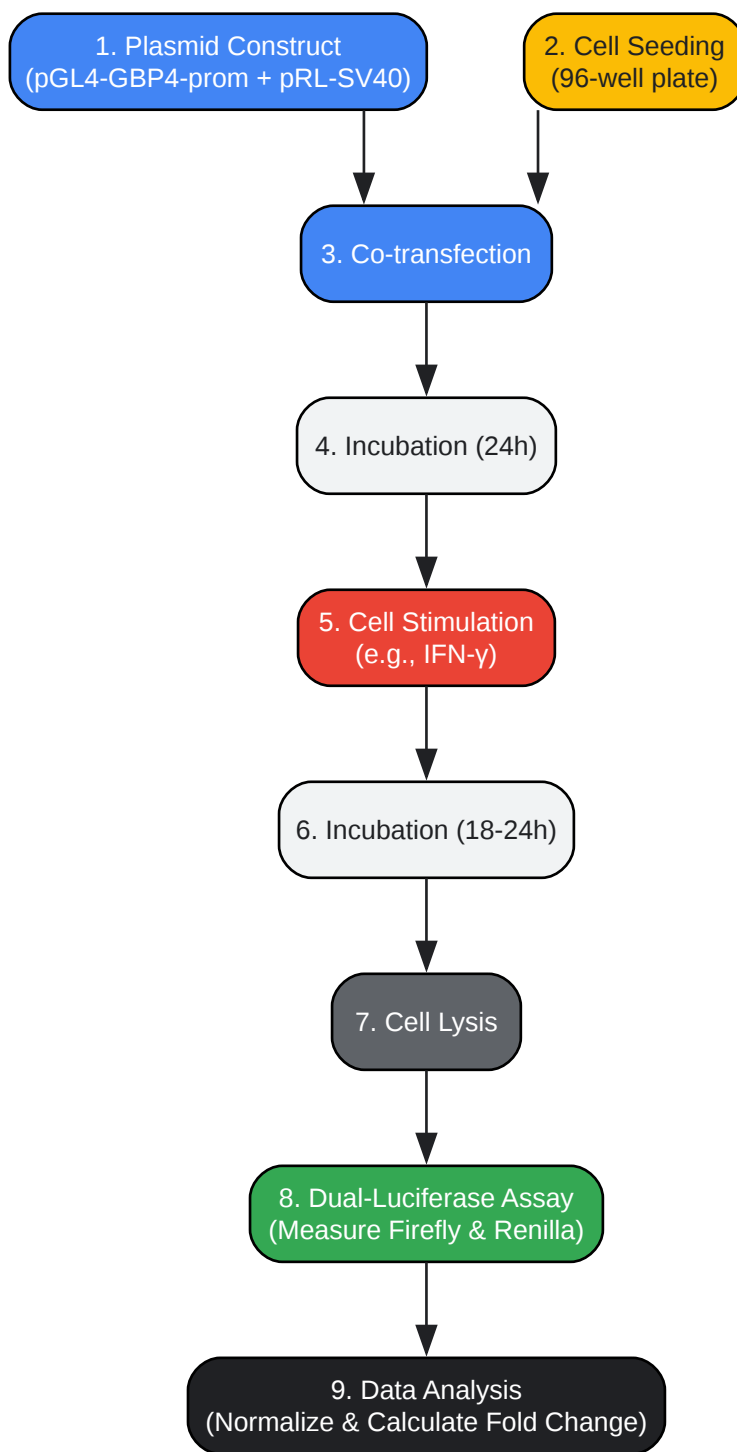 1. Plasmid Construct
(pGL4-GBP4-prom + pRL-SV40)
2. Cell Seeding
(96-well plate)
3. Co-transfection
4. Incubation (24h)
5. Cell Stimulation
(e.g., IFN-γ)
6. Incubation (18-24h)
7. Cell Lysis
8. Dual-Luciferase Assay
(Measure Firefly & Renilla)
9. Data Analysis
(Normalize & Calculate Fold Change)